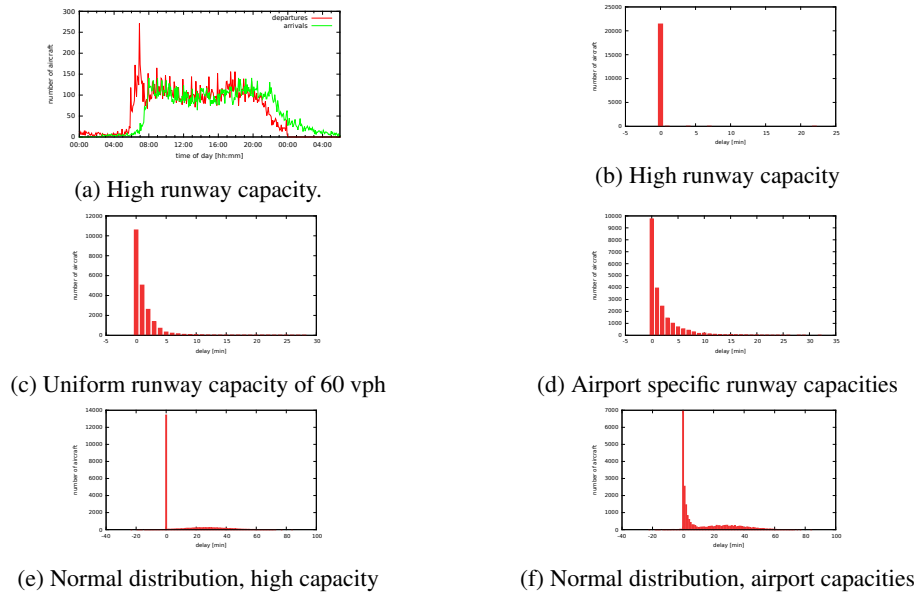 departures
arrivals
number of aircraft
300
250
200
150
100
50
0
00:00 04:00 08:00 12:00 16:00 20:00 00:00 04:00
time of day [hh:mm]
(a) High runway capacity.
number of aircraft
25000
20000
15000
10000
5000
0
-5 0 5 10 15 20 25
delay [min]
(b) High runway capacity
number of aircraft
12000
10000
8000
6000
4000
2000
0
-5 0 5 10 15 20 25 30
delay [min]
(c) Uniform runway capacity of 60 vph
number of aircraft
10000
9000
8000
7000
6000
5000
4000
3000
2000
1000
0
-5 0 5 10 15 20 25 30 35
delay [min]
(d) Airport specific runway capacities
number of aircraft
14000
12000
10000
8000
6000
4000
2000
0
-40 -20 0 20 40 60 80 100
delay [min]
(e) Normal distribution, high capacity
number of aircraft
7000
6000
5000
4000
3000
2000
1000
0
-40 -20 0 20 40 60 80 100
delay [min]
(f) Normal distribution, airport capacities